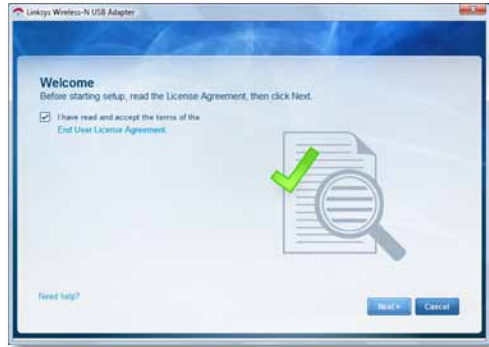 Linksys Wireless-N USB Adapter
Welcome
Before starting setup, read the License Agreement, then click Next.
I have read and accept the terms of the
End User License Agreement.
Need help?
Next >
Cancel